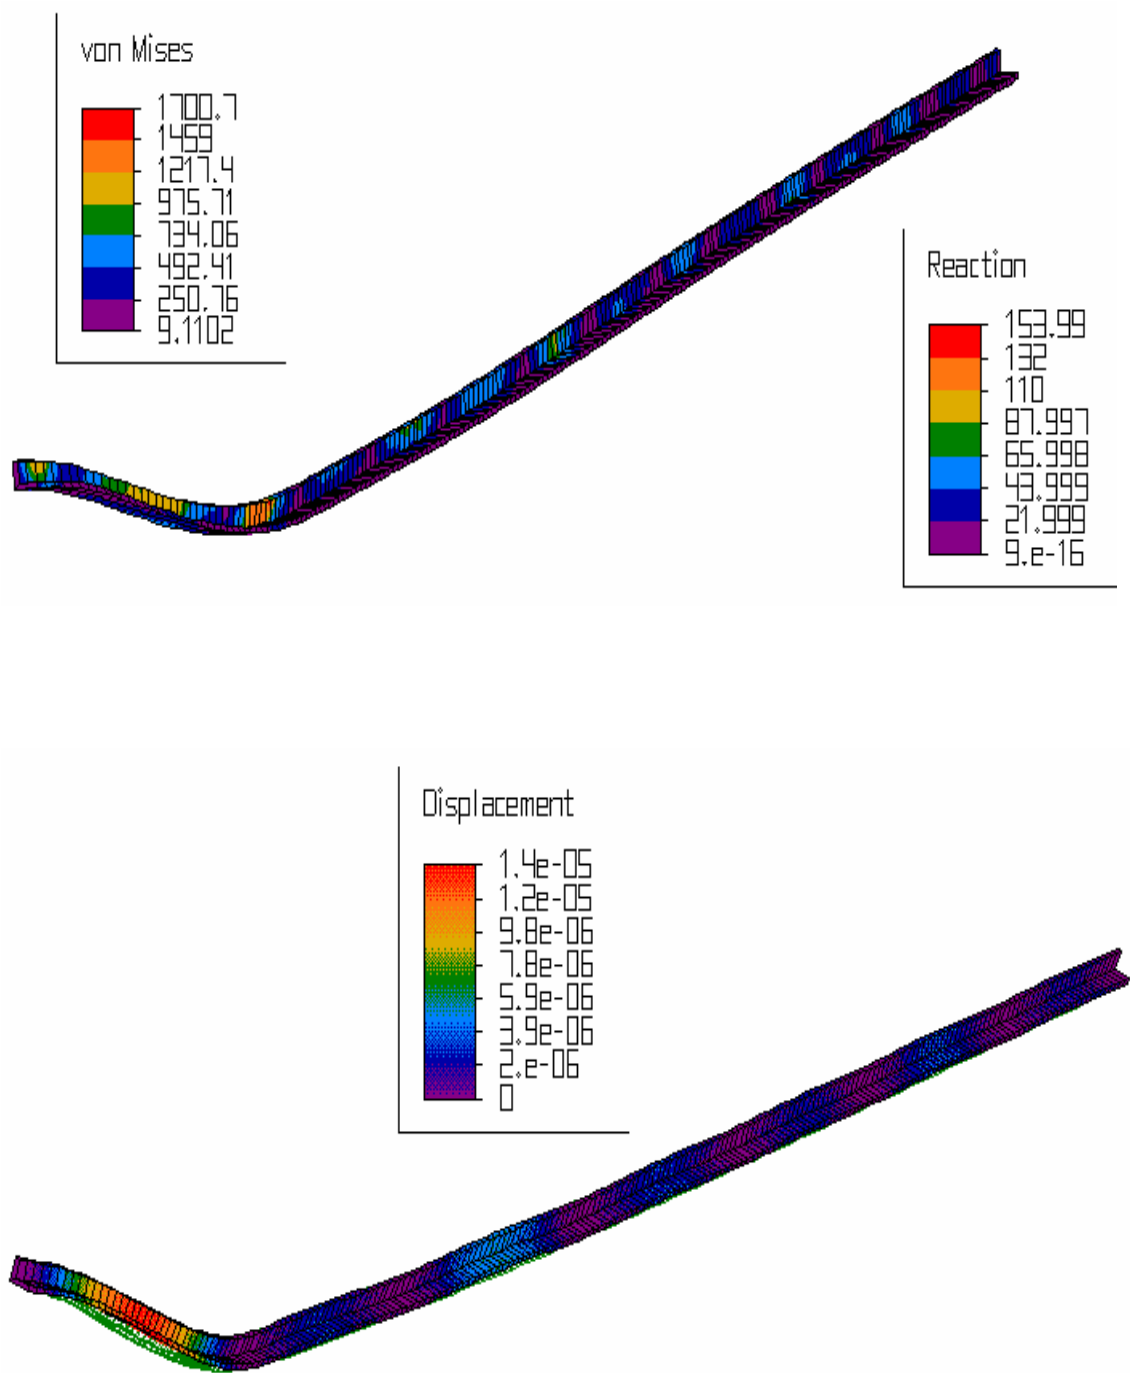 von Mises
1700.7
1459
1217.4
975.71
734.06
492.41
250.76
9.1102
Reaction
153.99
132
110
87.997
65.998
43.999
21.999
9.e-16
Displacement
1.4e-05
1.2e-05
9.8e-06
7.8e-06
5.9e-06
3.9e-06
2.e-06
0